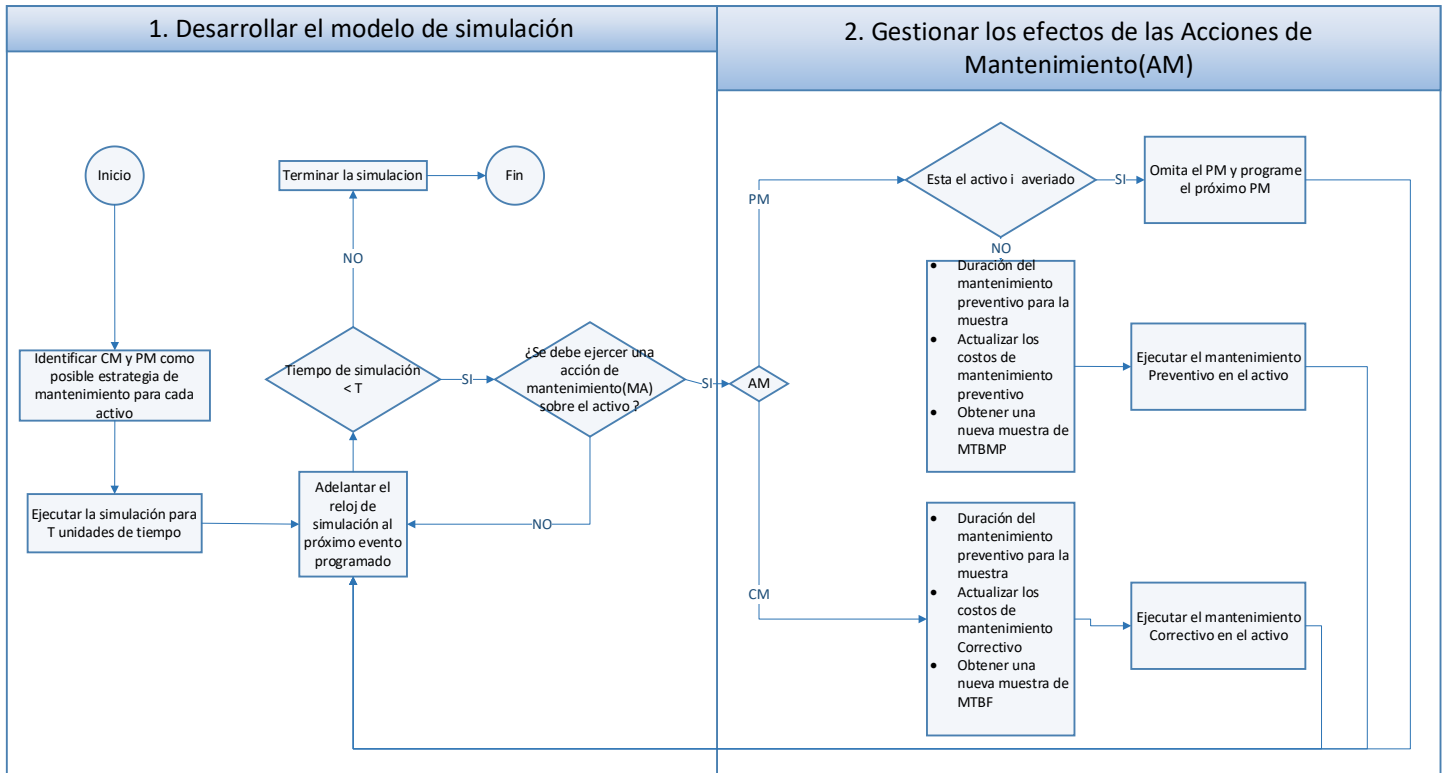 1. Desarrollar el modelo de simulación
2. Gestionar los efectos de las Acciones de
Mantenimiento(AM)
Inicio
Terminar la simulacion
Fin
NO
Identificar CM y PM como
posible estrategia de
mantenimiento para cada
activo
Tiempo de simulación
< T
SI
¿Se debe ejercer una
acción de
mantenimiento(MA)
sobre el activo ?
SI
Ejecutar la simulación para
T unidades de tiempo
Adelantar el
reloj de
simulación al
próximo evento
programado
NO
AM
PM
Esta el activo i averiado
SI
Omita el PM y programe
el próximo PM
NO
• Duración del
mantenimiento
preventivo para la
muestra
• Actualizar los
costos de
mantenimiento
preventivo
• Obtener una
nueva muestra de
MTBMP
Ejecutar el mantenimiento
Preventivo en el activo
CM
• Duración del
mantenimiento
preventivo para la
muestra
• Actualizar los
costos de
mantenimiento
Correctivo
• Obtener una
nueva muestra de
MTBF
Ejecutar el mantenimiento
Correctivo en el activo